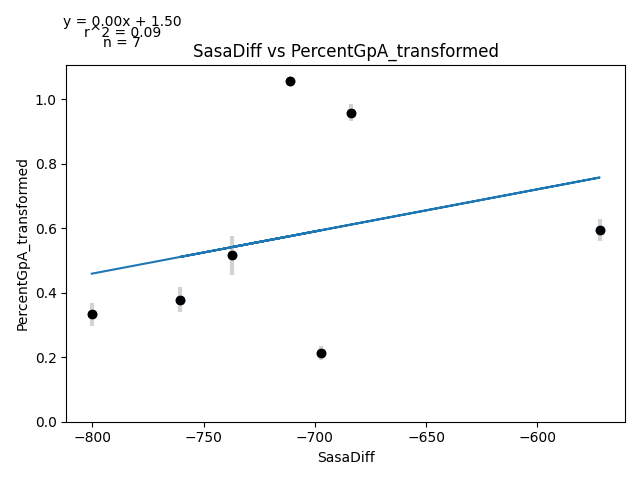 y = 0.00x + 1.50
r^2 = 0.09
n = 7
SasaDiff vs PercentGpA_transformed
1.0
0.8
0.6
0.4
0.2
0.0
PercentGpA_transformed
−800
−750
−700
−650
−600
SasaDiff